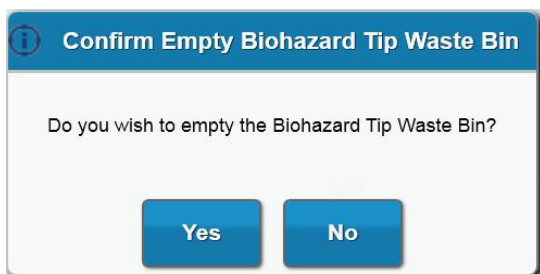 Confirm Empty Biohazard Tip Waste Bin
Do you wish to empty the Biohazard Tip Waste Bin?
Yes
No